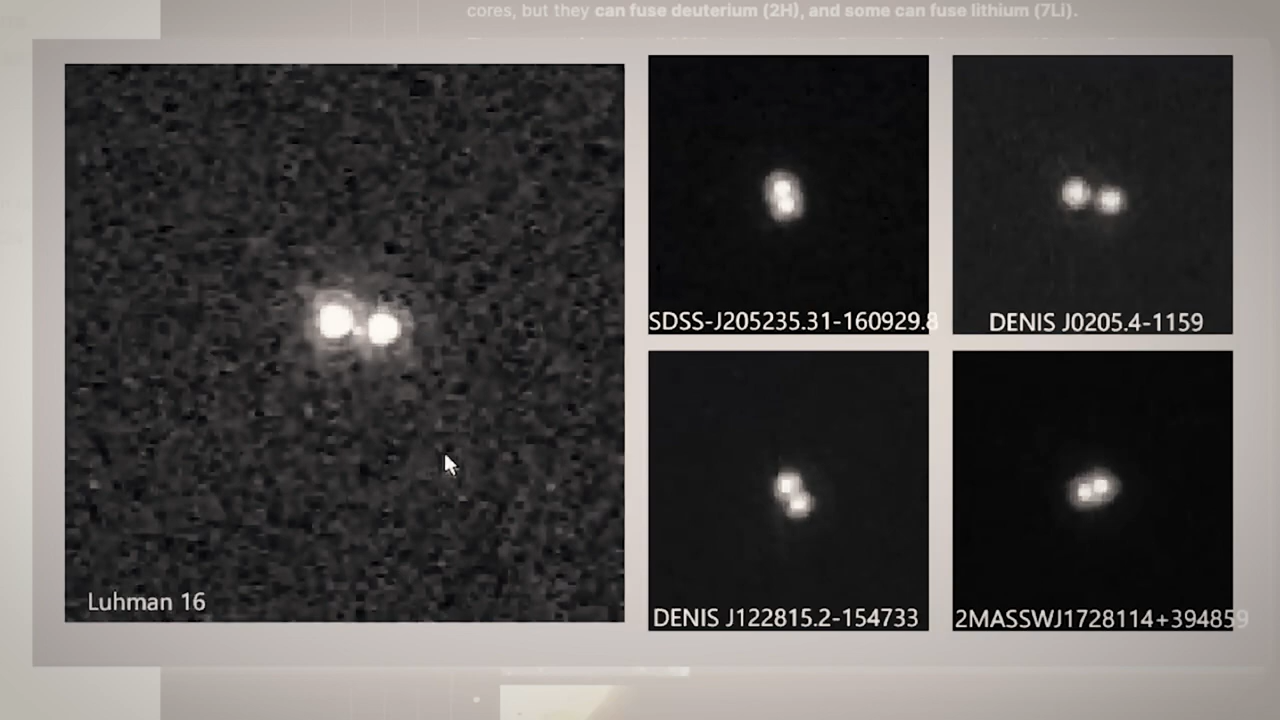 cores, but they can fuse deuterium (2H), and some can fuse lithium (7Li).
SDSS-J205235.31-160929.8
DENIS J0205.4-1159
Luhman 16
DENIS J122815.2-154733
2MASSWJ1728114+394859